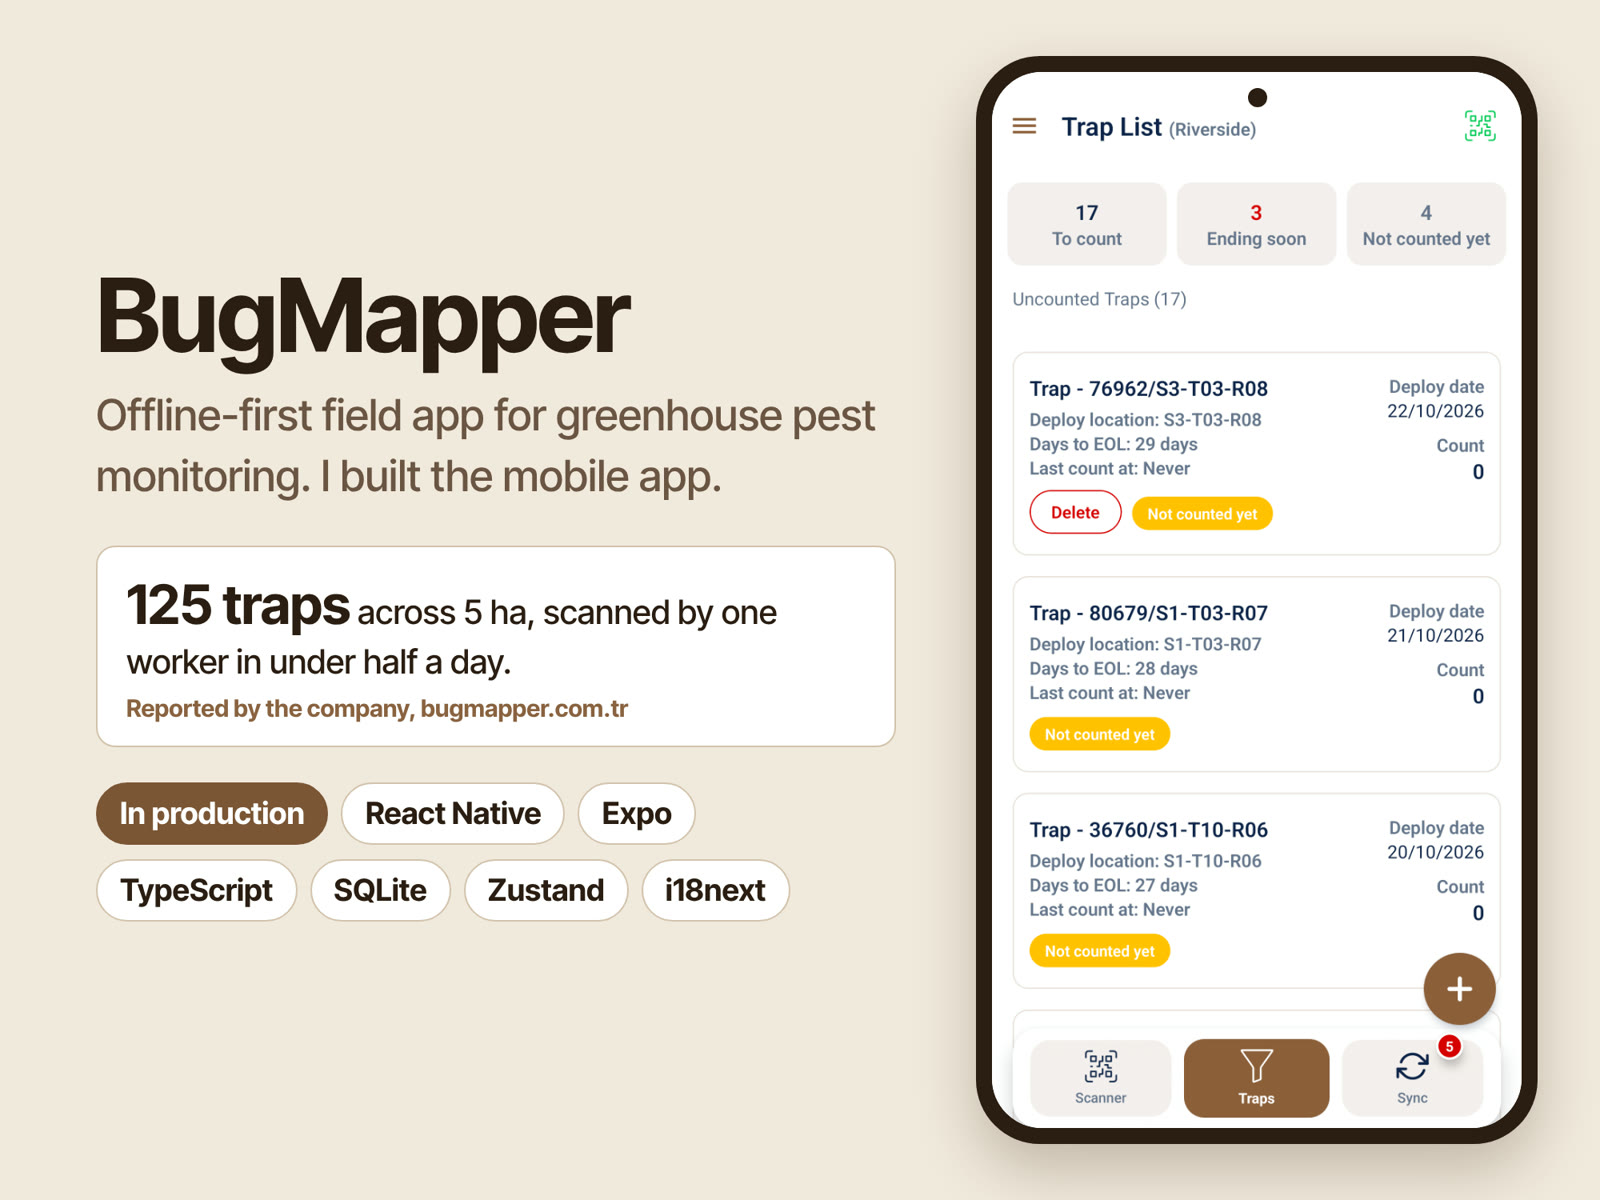 BugMapper
Offline-first field app for greenhouse pest
monitoring. I built the mobile app.
125 traps across 5 ha, scanned by one
worker in under half a day.
Reported by the company, bugmapper.com.tr
In production
React Native
Expo
TypeScript
SQLite
Zustand
i18next
Trap List (Riverside)
17
To count
3
Ending soon
4
Not counted yet
Uncounted Traps (17)
Trap - 76962/S3-T03-R08
Deploy location: S3-T03-R08
Days to EOL: 29 days
Last count at: Never
Delete
Not counted yet
Deploy date
22/10/2026
Count
0
Trap - 80679/S1-T03-R07
Deploy location: S1-T03-R07
Days to EOL: 28 days
Last count at: Never
Not counted yet
Deploy date
21/10/2026
Count
0
Trap - 36760/S1-T10-R06
Deploy location: S1-T10-R06
Days to EOL: 27 days
Last count at: Never
Not counted yet
Deploy date
20/10/2026
Count
0
+
Scanner
Traps
5
Sync